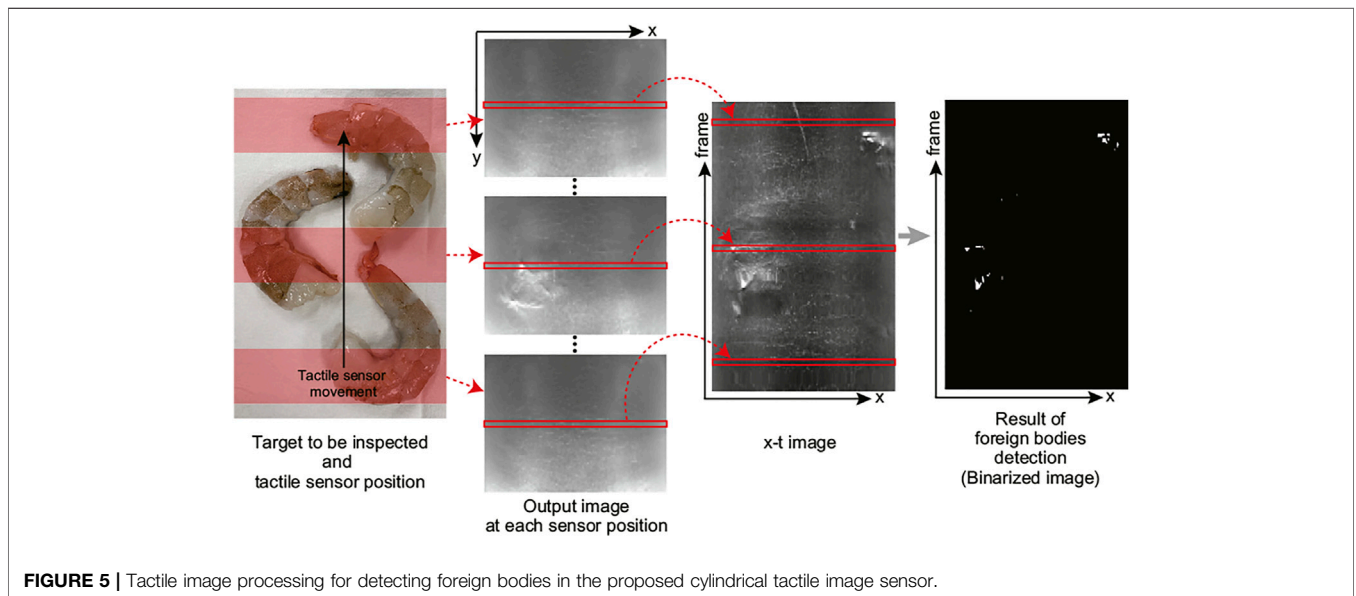 x
y
Tactile sensor
movement
Target to be inspected
and
tactile sensor position
Output image
at each sensor position
frame
x
x-t image
frame
x
Result of
foreign bodies
detection
(Binarized image)
FIGURE 5 | Tactile image processing for detecting foreign bodies in the proposed cylindrical tactile image sensor.